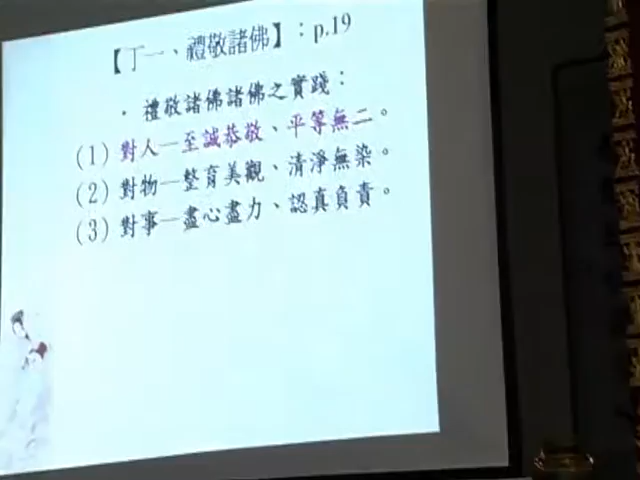 【丁一、禮敬諸佛】：p.19
．禮敬諸佛諸佛之實踐：
(1) 對人—至誠恭敬、平等無二。
(2) 對物—整育美觀、清淨無染。
(3) 對事—盡心盡力、認真負責。